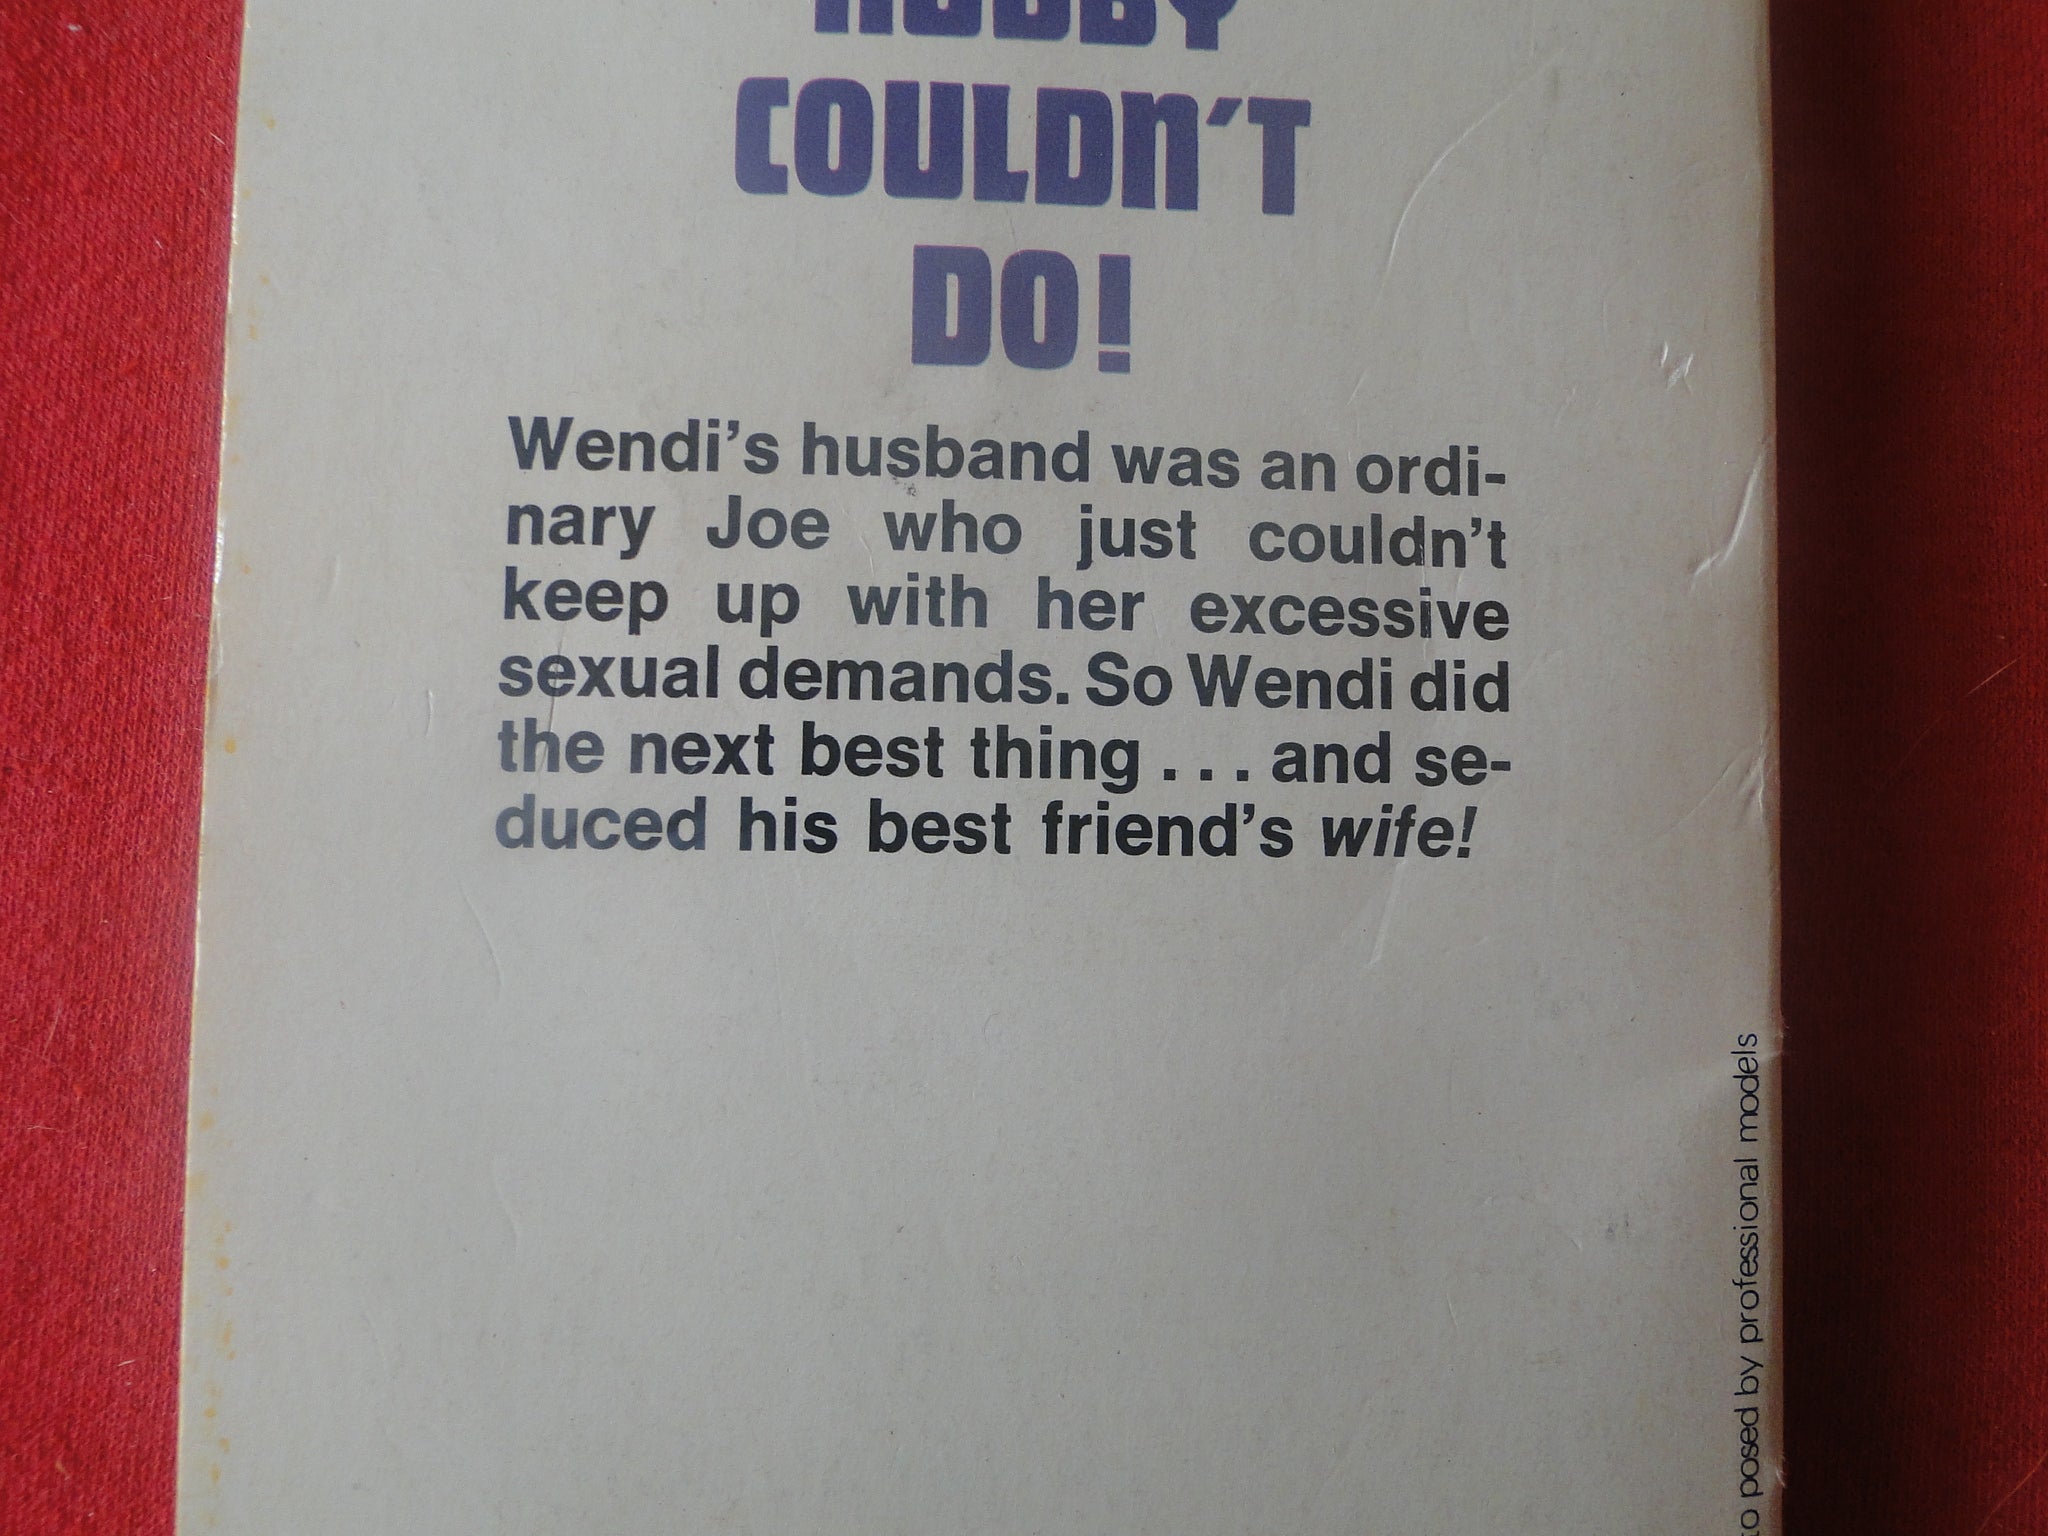 HUBBY
COULDN'T
DO!
Wendi's husband was an ordi-
nary Joe who just couldn't
keep up with her excessive
sexual demands. So Wendi did
the next best thing . . . and se-
duced his best friend's wife!
posed by professional models